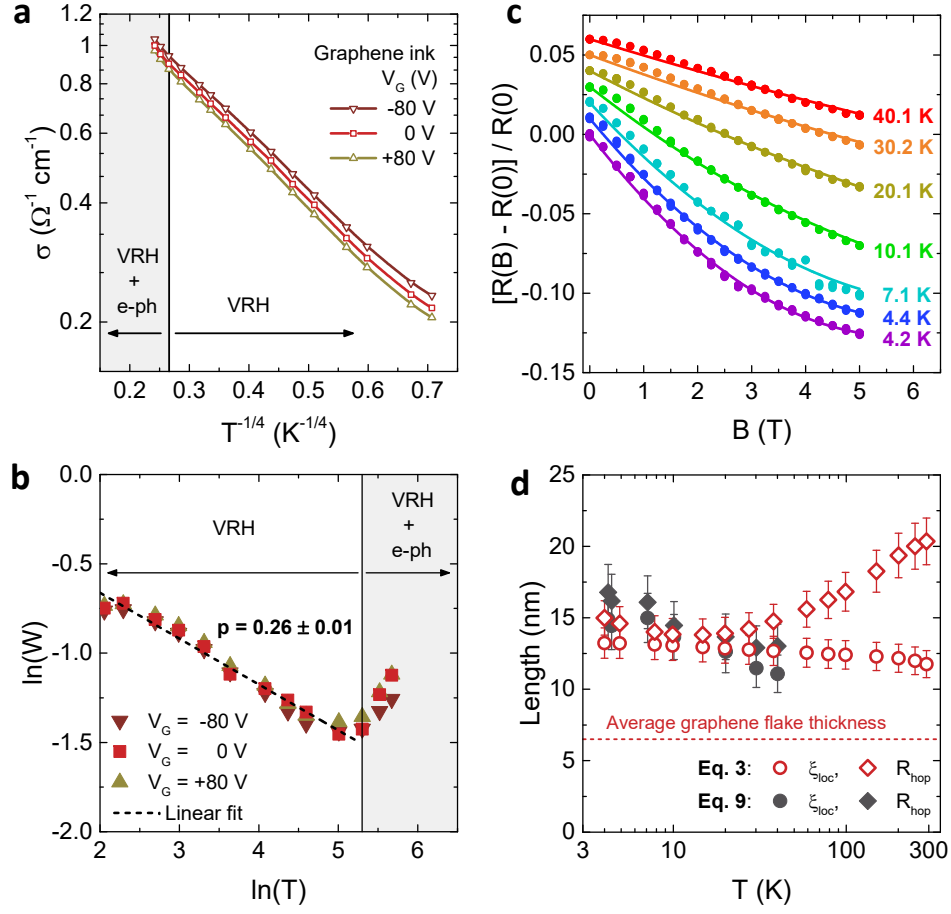 a
1.2
1
0.8
0.6
0.4
0.2
σ (Ω⁻¹ cm⁻¹)
Graphene ink
V_G (V)
-80 V
0 V
+80 V
VRH
+
e-ph
VRH
0.2 0.3 0.4 0.5 0.6 0.7
T^-1/4 (K^-1/4)
b
0.0
-0.5
-1.0
-1.5
-2.0
ln(W)
VRH
VRH
+
e-ph
p = 0.26 ± 0.01
V_G = -80 V
V_G = 0 V
V_G = +80 V
Linear fit
2 3 4 5 6
ln(T)
c
0.05
0.00
-0.05
-0.10
-0.15
[R(B) - R(0)] / R(0)
40.1 K
30.2 K
20.1 K
10.1 K
7.1 K
4.4 K
4.2 K
0 1 2 3 4 5 6
B (T)
d
25
20
15
10
5
0
Length (nm)
Average graphene flake thickness
Eq. 3: ξ_loc, R_hop
Eq. 9: ξ_loc, R_hop
3 10 100 300
T (K)